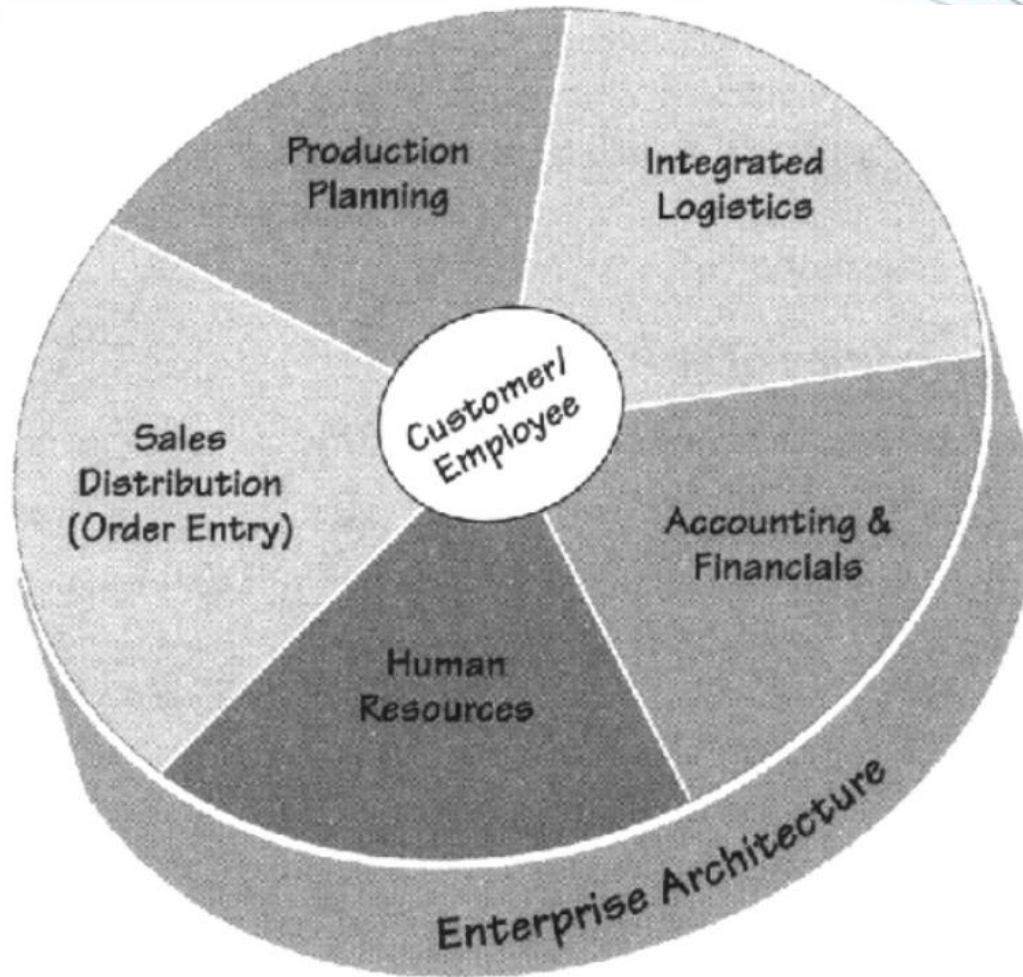 Production
Planning
Integrated
Logistics
Customer/
Employee
Sales
Distribution
(Order Entry)
Accounting &
Financials
Human
Resources
Enterprise Architecture